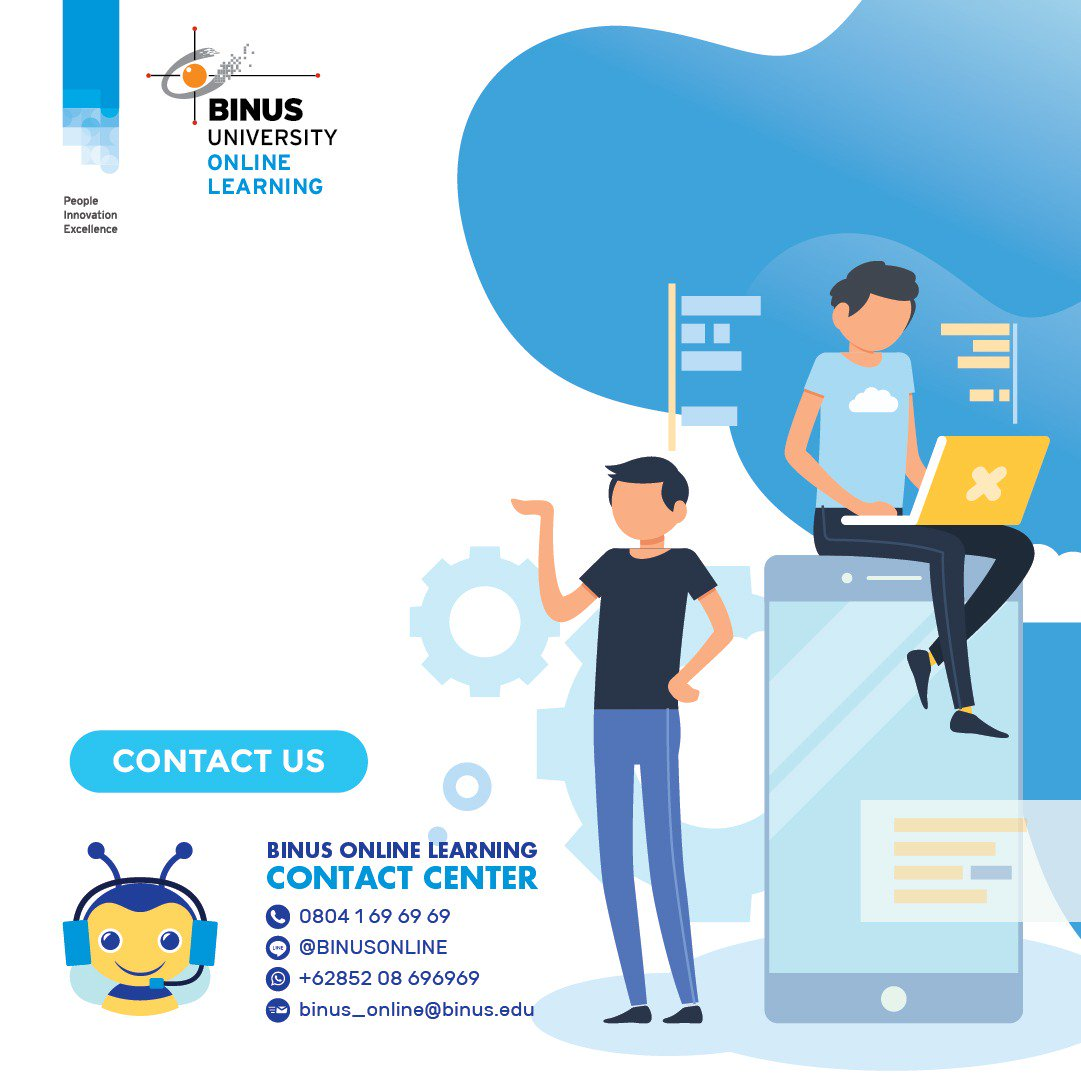 People
Innovation
Excellence
BINUS
UNIVERSITY
ONLINE
LEARNING
CONTACT US
BINUS ONLINE LEARNING
CONTACT CENTER
0804 1 69 69 69
LINE
@BINUSONLINE
+62852 08 696969
binus_online@binus.edu